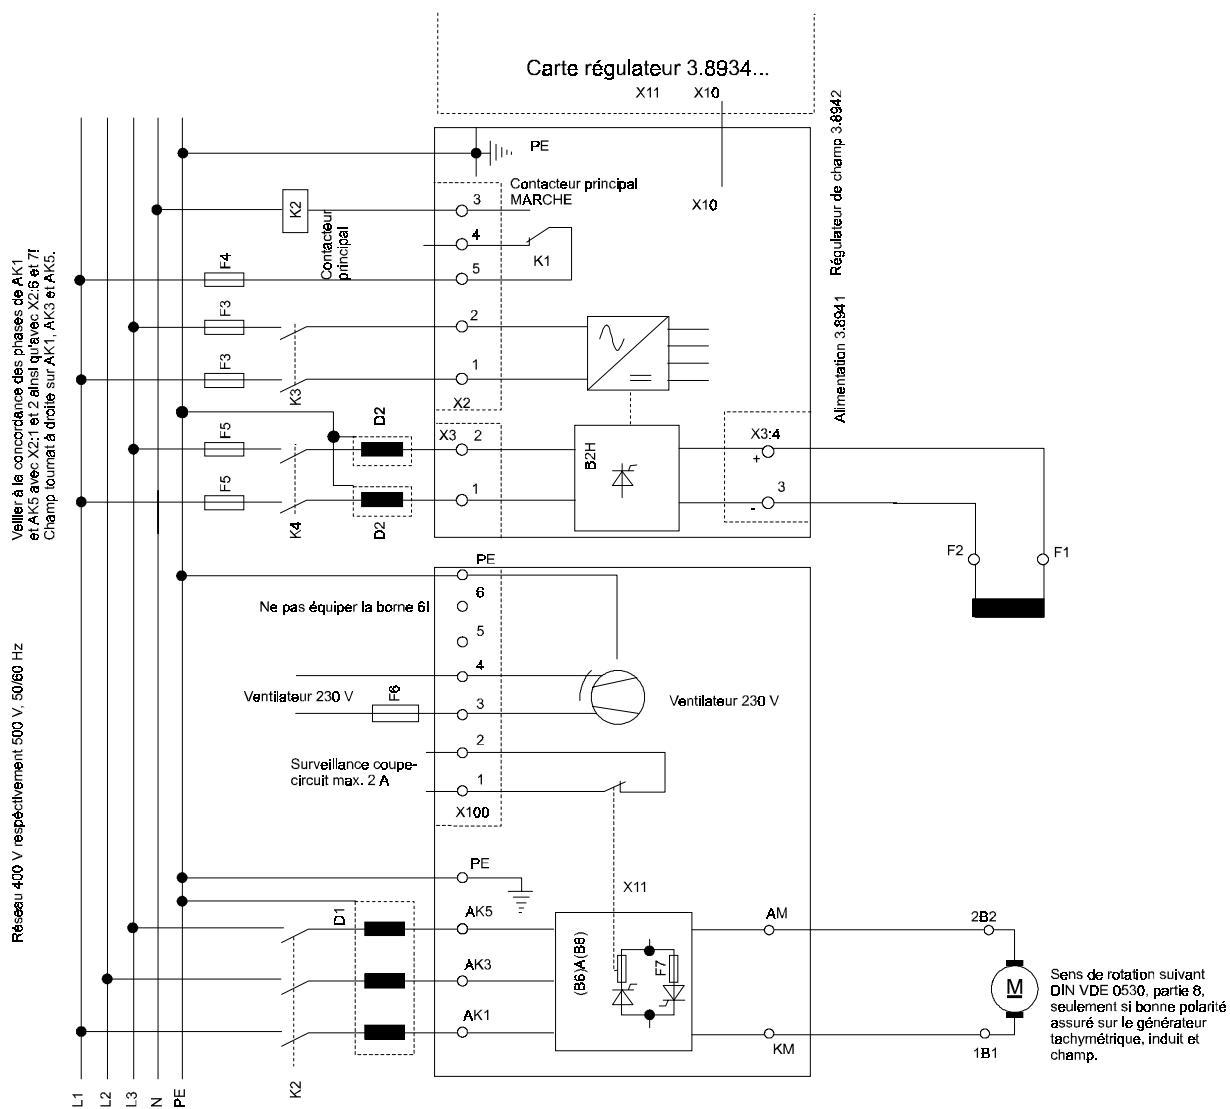 Carte régulateur 3.8934...
X11
X10
Régulateur de champ 3.8942
PE
Contacteur principal
MARCHE
X10
K2
3
Contacteur
principal
4
K1
F4
5
Veiller à le concordance des phases de AK1
et AK5 avec X2:1 et 2 ainsi qu'avec X2:6 et 7!
Champ tournat à droite sur AK1, AK3 et AK5.
F3
2
F3
1
K3
X2
Alimentation 3.8941
D2
F5
X3
2
B2H
X3:4
+
F5
1
3
-
K4
D2
F2
F1
PE
Ne pas équiper la borne 6!
6
5
4
Ventilateur 230 V
F6
3
Ventilateur 230 V
2
Surveillance coupe-
circuit max. 2 A
1
X100
Réseau 400 V respectivement 500 V, 50/60 Hz
PE
X11
D1
AK5
AM
2B2
(B6)A(B8)
F7
AK3
M
Sens de rotation suivant
DIN VDE 0530, partie 8,
seulement si bonne polarité
assuré sur le générateur
tachymétrique, induit et
champ.
AK1
KM
1B1
K2
L1
L2
L3
N
PE